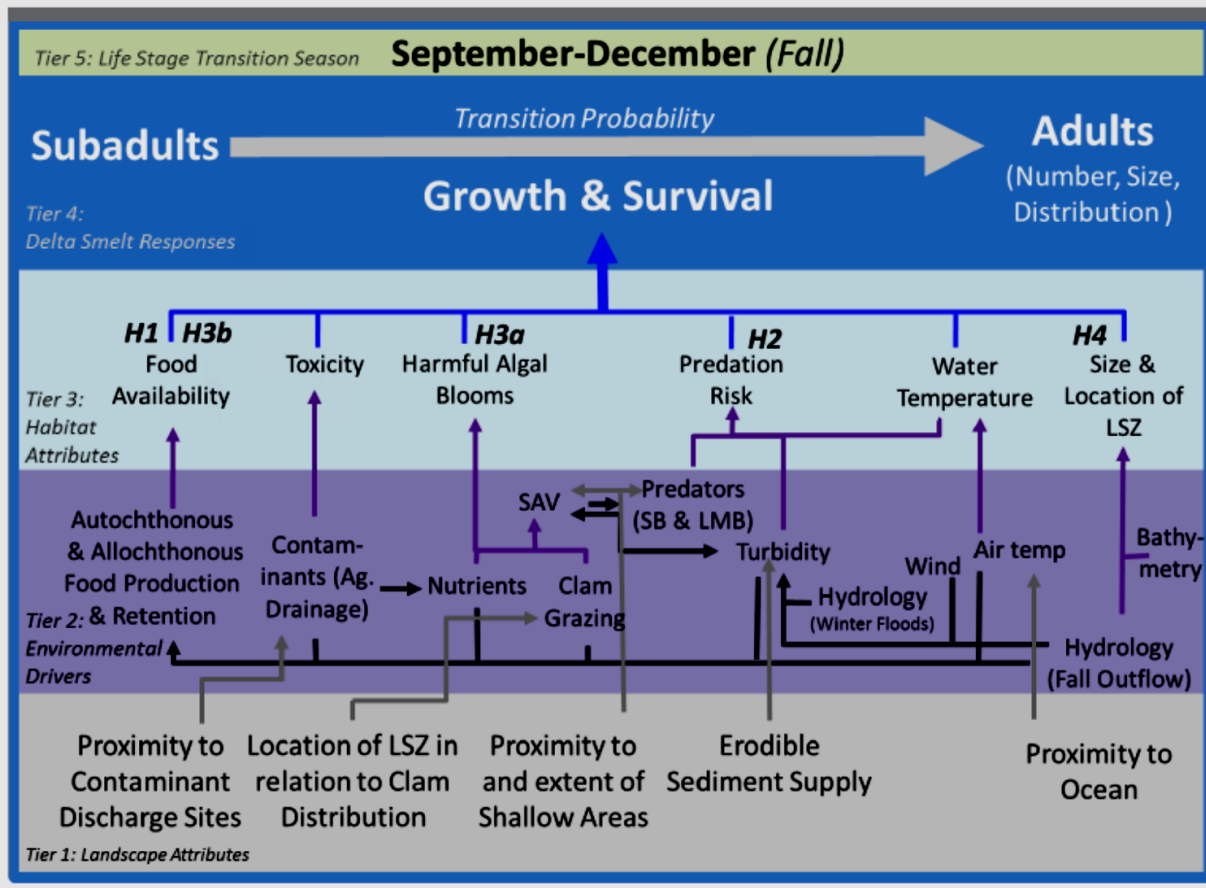 Tier 5: Life Stage Transition Season September-December (Fall)
Transition Probability
Subadults
Adults
(Number, Size,
Distribution )
Growth & Survival
Tier 4:
Delta Smelt Responses
H1 H3b
H3a
H2
H4
Food
Availability
Toxicity
Harmful Algal
Blooms
Predation
Risk
Water
Temperature
Size &
Location of
LSZ
Tier 3:
Habitat
Attributes
Autochthonous
& Allochthonous
Food Production
& Retention
Contam-
inants (Ag.
Drainage)
SAV
Predators
(SB & LMB)
Nutrients
Clam
Grazing
Turbidity
Hydrology
(Winter Floods)
Wind
Air temp
Bathy-
metry
Hydrology
(Fall Outflow)
Tier 2:
Environmental
Drivers
Proximity to
Contaminant
Discharge Sites
Location of LSZ in
relation to Clam
Distribution
Proximity to
and extent of
Shallow Areas
Erodible
Sediment Supply
Proximity to
Ocean
Tier 1: Landscape Attributes